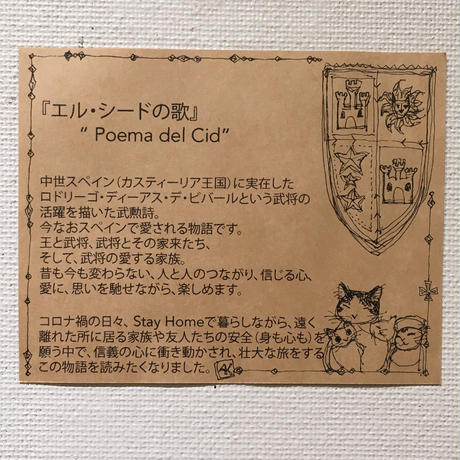 『エル・シードの歌』
“ Poema del Cid”
中世スペイン（カスティーリア王国）に実在した
ロドリーゴ・ディーアス・デ・ビバールという武将の
活躍を描いた武勲詩。
今なおスペインで愛される物語です。
王と武将、武将とその家来たち、
そして、武将の愛する家族。
昔も今も変わらない、人と人のつながり、信じる心、
愛に、思いを馳せながら、楽しめます。
コロナ禍の日々、Stay Homeで暮らしながら、遠く
離れた所に居る家族や友人たちの安全（身も心も）を
願う中で、信義の心に衝き動かされ、壮大な旅をする
この物語を読みたくなりました。